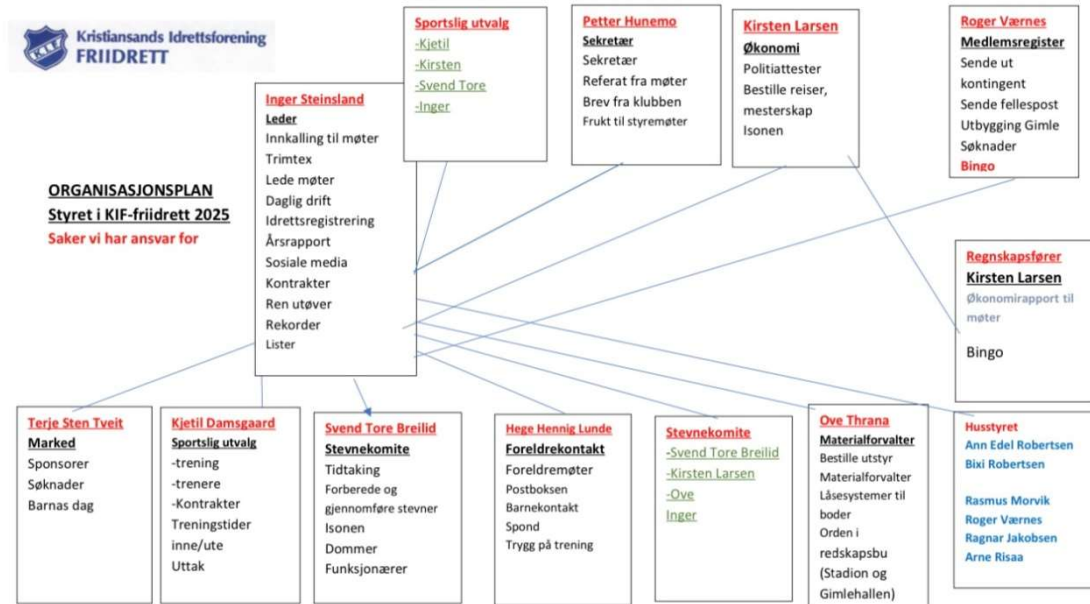 Kristiansands Idrettsforening
FRIIDRETT
KIF
ORGANISASJONSPLAN
Styret i KIF-friidrett 2025
Saker vi har ansvar for
Inger Steinsland
Leder
Innkalling til møter
Trimtex
Lede møter
Daglig drift
Idrettsregistrering
Årsrapport
Sosiale media
Kontrakter
Ren utøver
Rekorder
Lister
Sportslig utvalg
-Kjetil
-Kirsten
-Svend Tore
-Inger
Petter Hunemo
Sekretær
Sekretær
Referat fra møter
Brev fra klubben
Frukt til styremøter
Kirsten Larsen
Økonomi
Politiattester
Bestille reiser,
mesterskap
Isonen
Roger Værnes
Medlemsregister
Sende ut
kontingent
Sende fellespost
Utbygging Gimle
Søknader
Bingo
Regnskapsfører
Kirsten Larsen
Økonomirapport til
møter
Bingo
Terje Sten Tveit
Marked
Sponsorer
Søknader
Barnas dag
Kjetil Damsgaard
Sportslig utvalg
-trening
-trenere
-Kontrakter
Treningstider
inne/ute
Uttak
Svend Tore Breilid
Stevnekomite
Tidtaking
Forberede og
gjennomføre stevner
Isonen
Dommer
Funksjonærer
Hege Hennig Lunde
Foreldrekontakt
Foreldremøter
Postboksen
Barnekontakt
Spond
Trygg på trening
Stevnekomite
-Svend Tore Breilid
-Kirsten Larsen
-Ove
Inger
Ove Thrana
Materialforvalter
Bestille utstyr
Materialforvalter
Låsesystemer til
boder
Orden i
redskapsbu
(Stadion og
Gimlehallen)
Husstyret
Ann Edel Robertsen
Bixi Robertsen
Rasmus Morvik
Roger Værnes
Ragnar Jakobsen
Arne Risaa